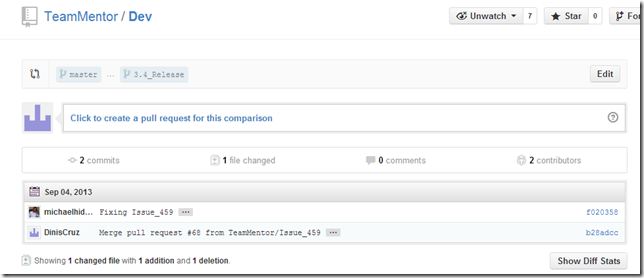 TeamMentor / Dev
Unwatch 7 Star 0 For
master ... 3.4_Release Edit
Click to create a pull request for this comparison
2 commits 1 file changed 0 comments 2 contributors
Sep 04, 2013
michaelhid... Fixing Issue_459 ... f020358
DinisCruz Merge pull request #68 from TeamMentor/Issue_459 ... b28adcc
Showing 1 changed file with 1 addition and 1 deletion. Show Diff Stats